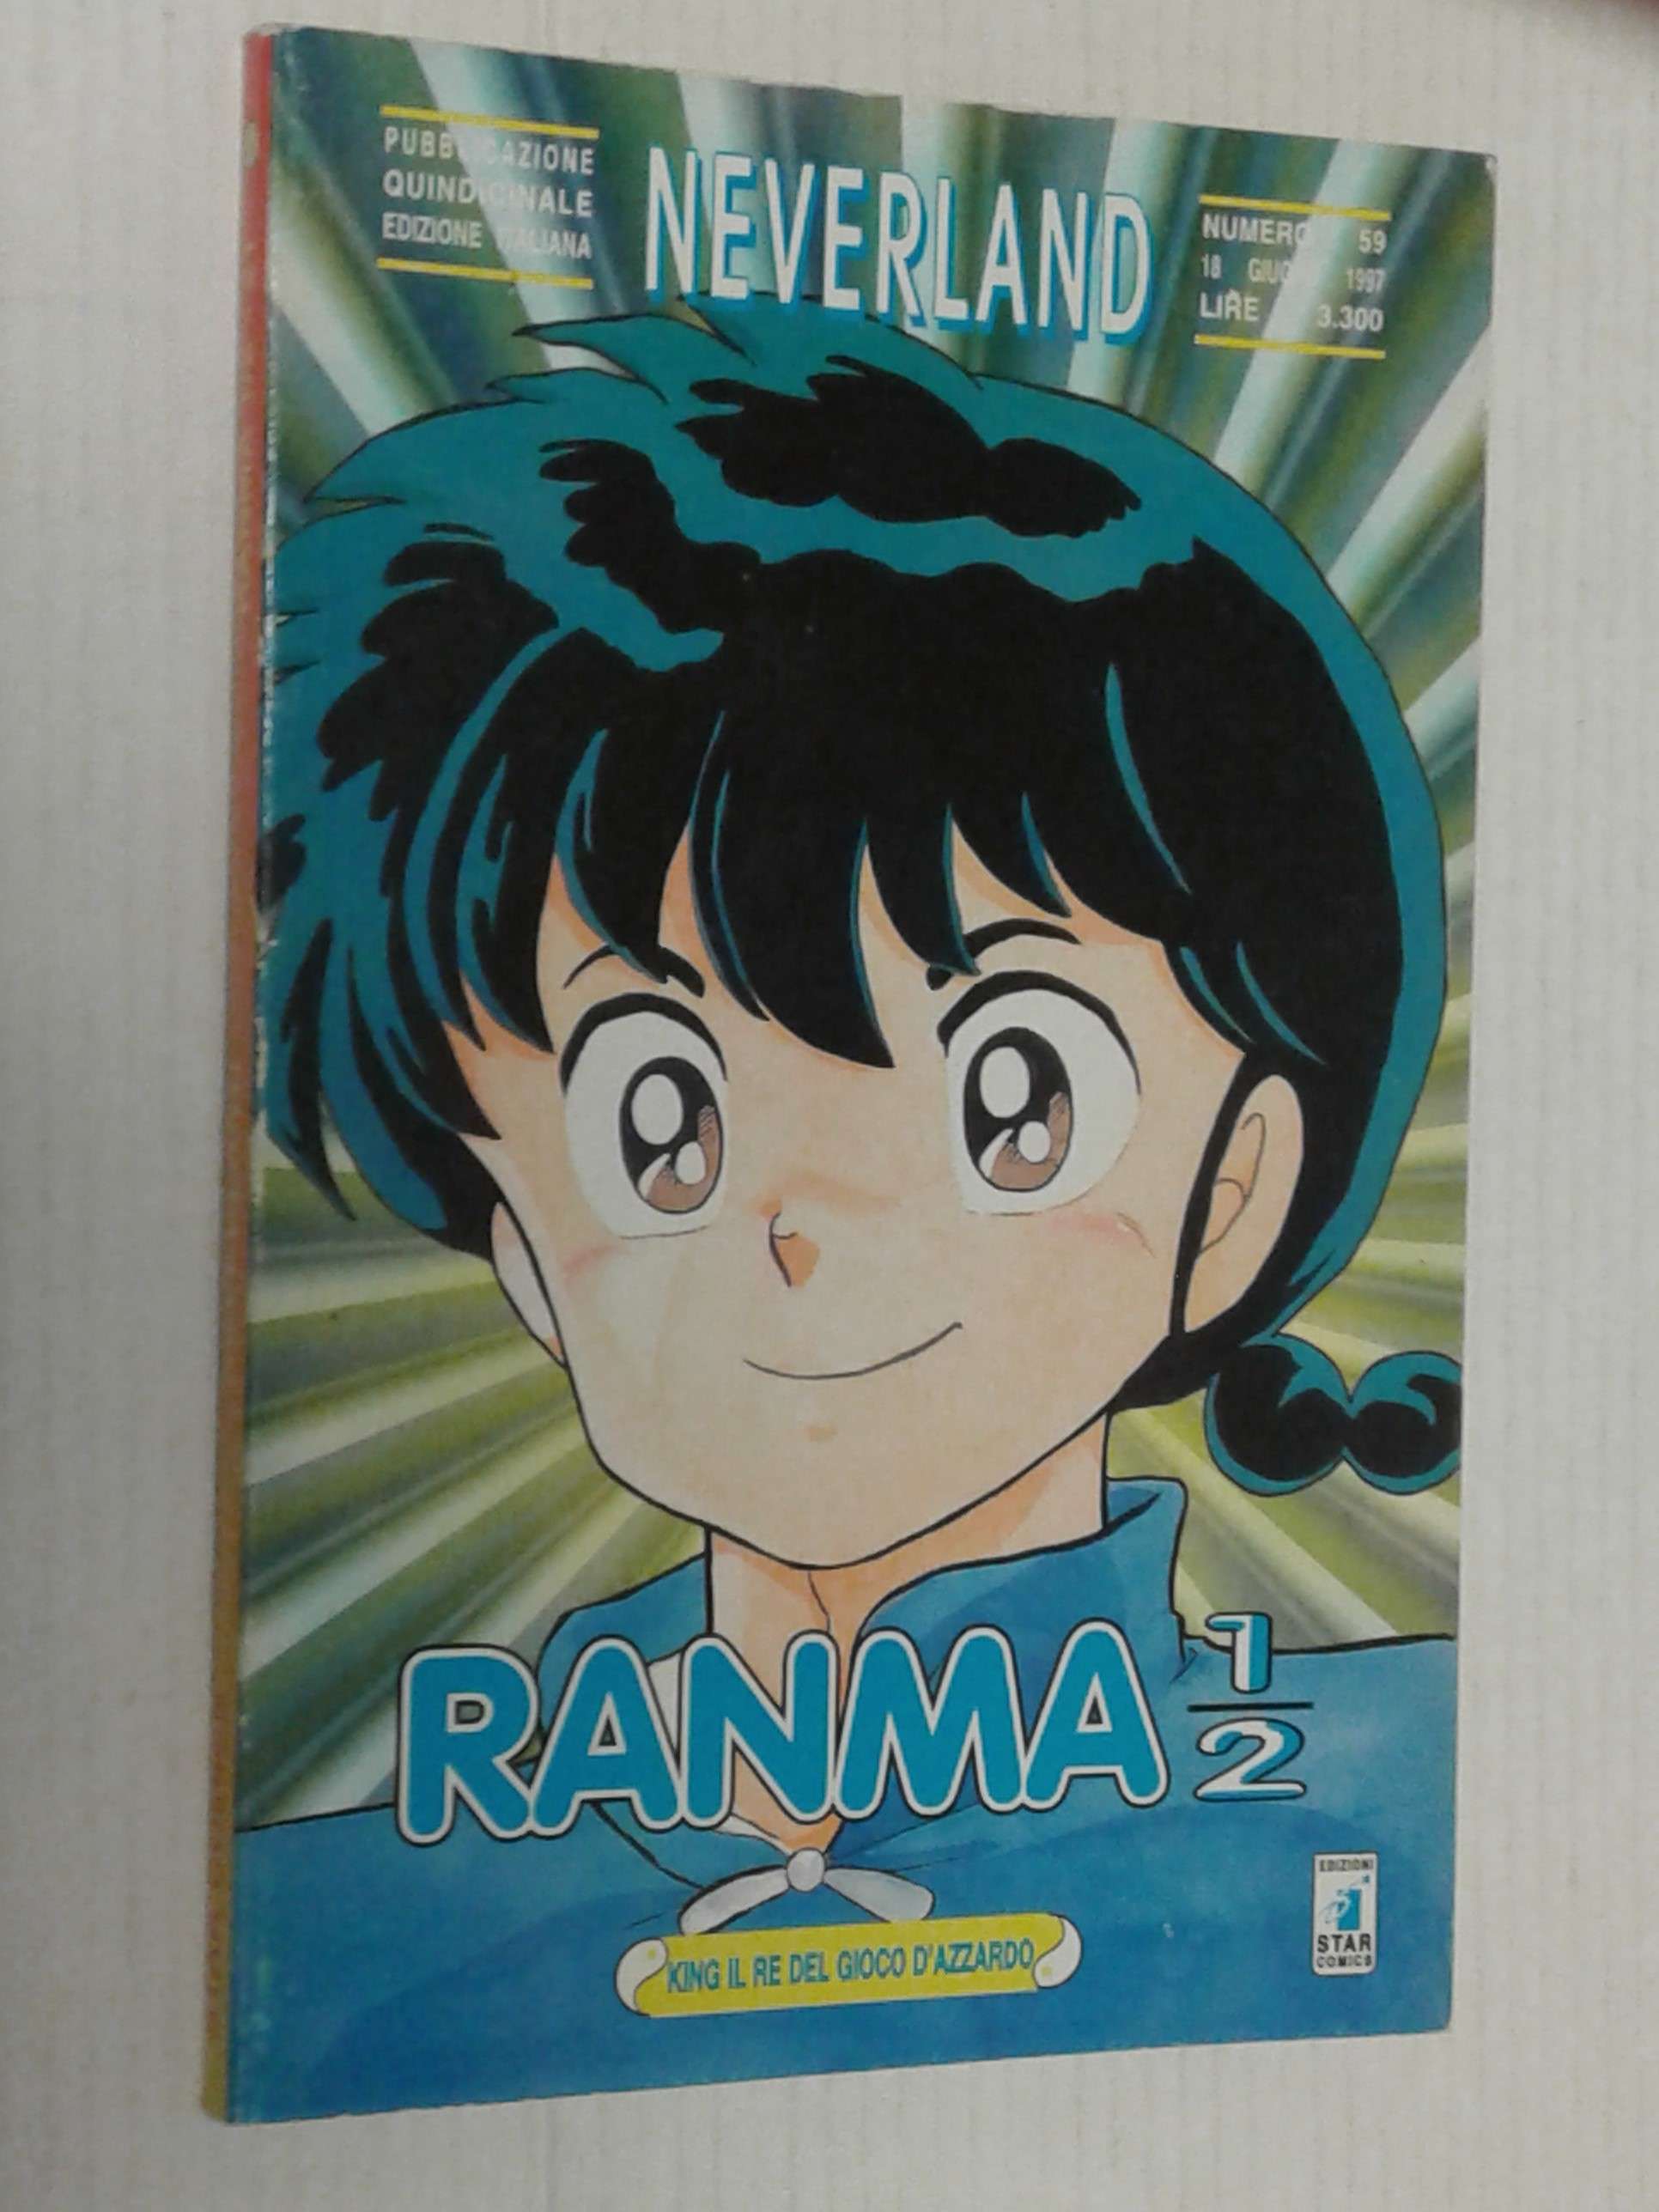 PUBBLICAZIONE
QUINDICINALE
EDIZIONE ITALIANA
NEVERLAND
NUMERO 59
18 GIUGNO 1997
LIRE 3.300
RANMA 1/2
KING IL RE DEL GIOCO D'AZZARDO
EDIZIONI
STAR
COMICS